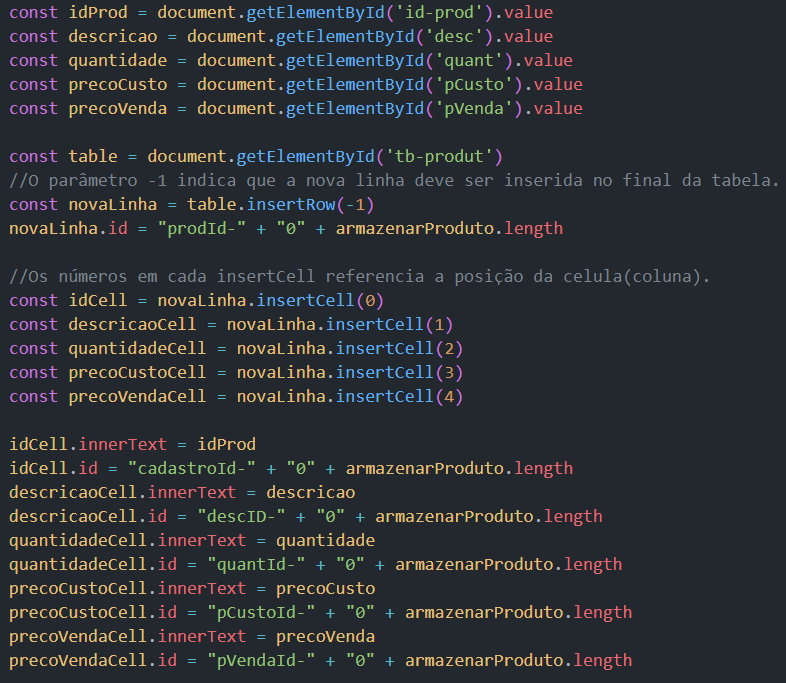 const idProd = document.getElementById('id-prod').value
const descricao = document.getElementById('desc').value
const quantidade = document.getElementById('quant').value
const precoCusto = document.getElementById('pCusto').value
const precoVenda = document.getElementById('pVenda').value

const table = document.getElementById('tb-produt')
//O parâmetro -1 indica que a nova linha deve ser inserida no final da tabela.
const novaLinha = table.insertRow(-1)
novaLinha.id = "prodId-" + "0" + armazenarProduto.length

//Os números em cada insertCell referencia a posição da celula(coluna).
const idCell = novaLinha.insertCell(0)
const descricaoCell = novaLinha.insertCell(1)
const quantidadeCell = novaLinha.insertCell(2)
const precoCustoCell = novaLinha.insertCell(3)
const precoVendaCell = novaLinha.insertCell(4)

idCell.innerText = idProd
idCell.id = "cadastroId-" + "0" + armazenarProduto.length
descricaoCell.innerText = descricao
descricaoCell.id = "descID-" + "0" + armazenarProduto.length
quantidadeCell.innerText = quantidade
quantidadeCell.id = "quantId-" + "0" + armazenarProduto.length
precoCustoCell.innerText = precoCusto
precoCustoCell.id = "pCustoId-" + "0" + armazenarProduto.length
precoVendaCell.innerText = precoVenda
precoVendaCell.id = "pVendaId-" + "0" + armazenarProduto.length